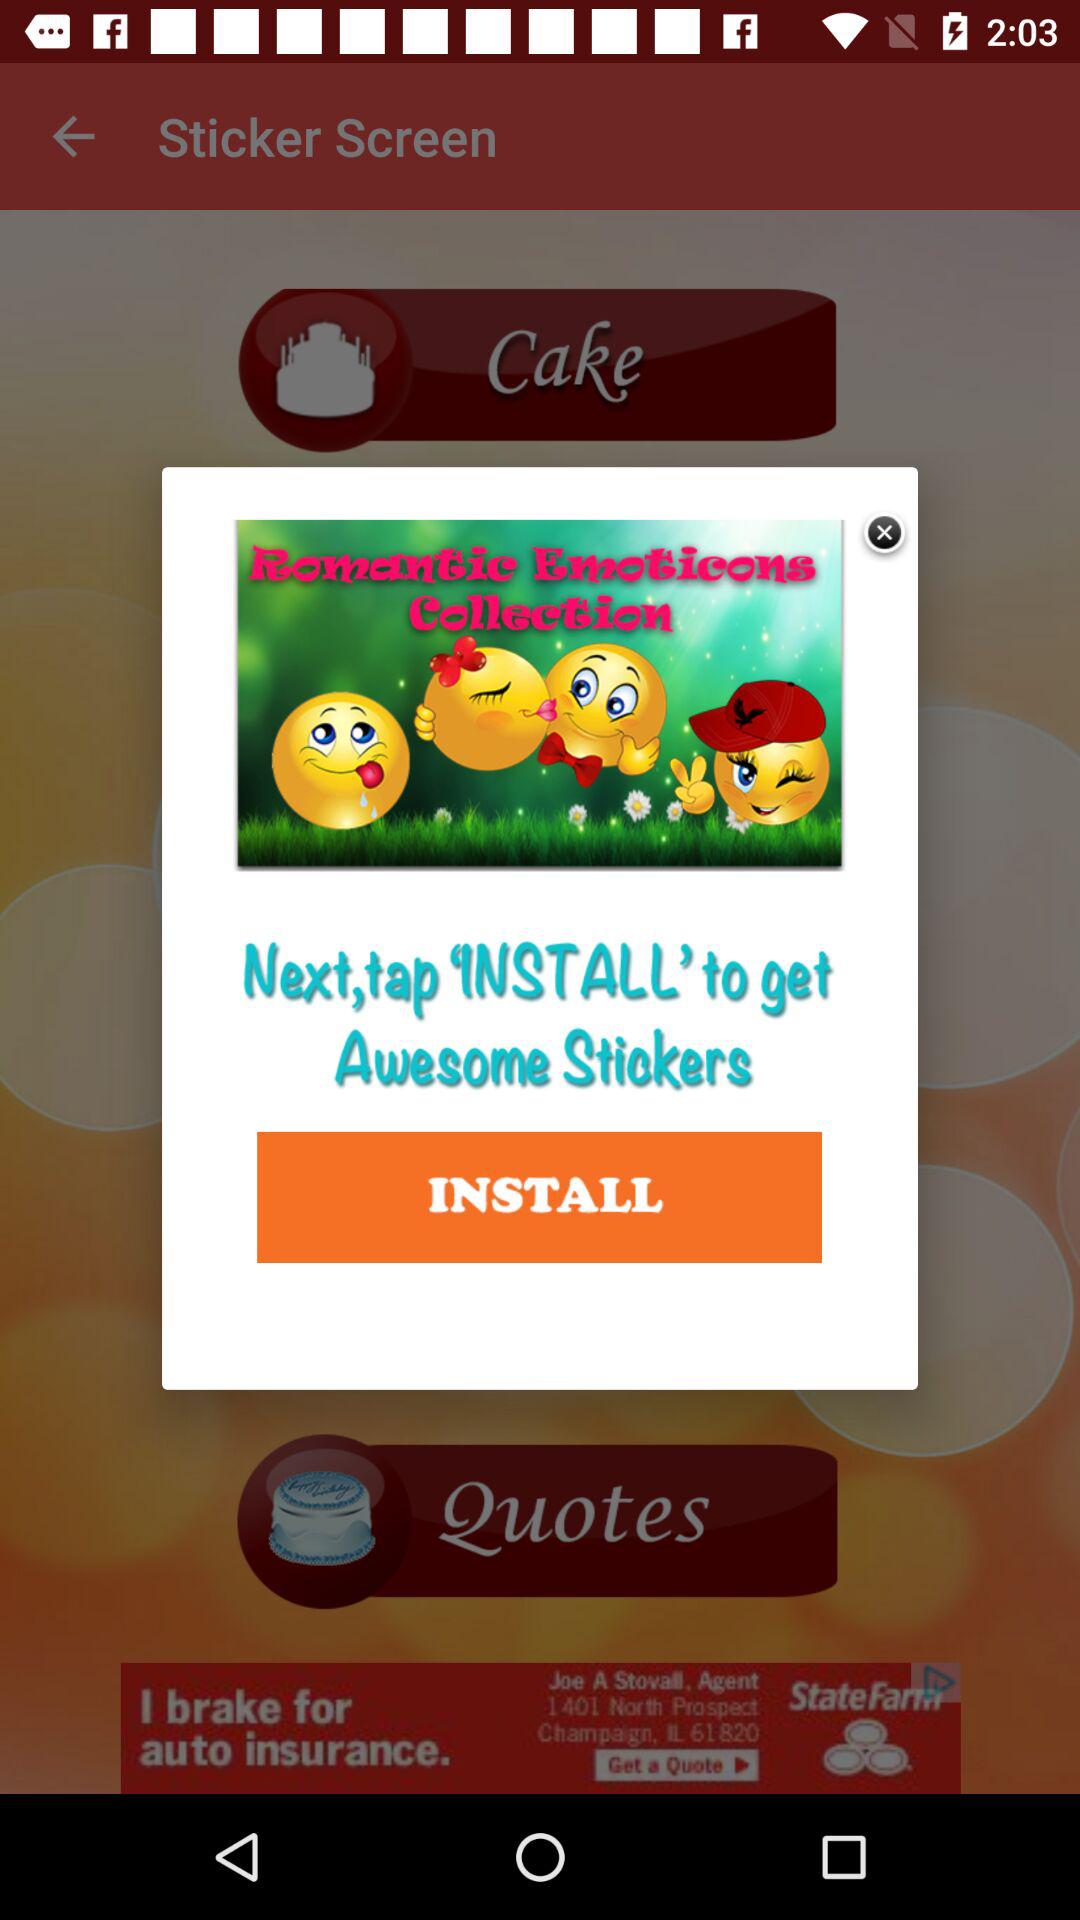 2:03
Sticker Screen
Cake
Romantic Emoticons
Collection
Next,tap 'INSTALL' to get
Awesome Stickers
INSTALL
Quotes
I brake for
auto insurance.
Joe A Stovall, Agent
1401 North Prospect
Champaign, IL 61820
Get a Quote
StateFarm